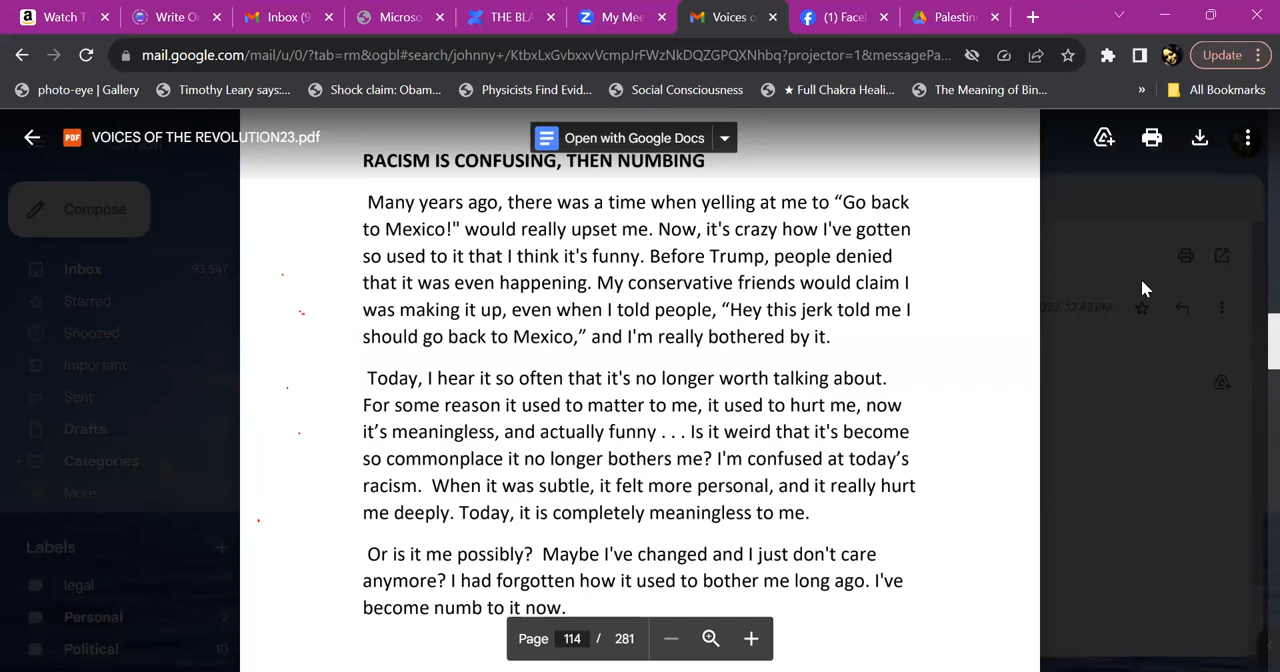 Watch T
Write O
Inbox (9
Microso
THE BLA
My Mee
Voices o
(1) Face
Palestin
mail.google.com/mail/u/0/?tab=rm&ogbl#search/johnny+/KtbxLxGvbxxvVcmpJrFWzNkDQZGPQXNhbq?projector=1&messagePa...
Update
photo-eye | Gallery
Timothy Leary says:...
Shock claim: Obam...
Physicists Find Evid...
Social Consciousness
★ Full Chakra Heali...
The Meaning of Bin...
»
All Bookmarks
PDF
VOICES OF THE REVOLUTION23.pdf
Open with Google Docs
RACISM IS CONFUSING, THEN NUMBING
Many years ago, there was a time when yelling at me to “Go back
to Mexico!" would really upset me. Now, it's crazy how I've gotten
so used to it that I think it's funny. Before Trump, people denied
that it was even happening. My conservative friends would claim I
was making it up, even when I told people, “Hey this jerk told me I
should go back to Mexico,” and I'm really bothered by it.
Today, I hear it so often that it's no longer worth talking about.
For some reason it used to matter to me, it used to hurt me, now
it’s meaningless, and actually funny . . . Is it weird that it's become
so commonplace it no longer bothers me? I'm confused at today’s
racism. When it was subtle, it felt more personal, and it really hurt
me deeply. Today, it is completely meaningless to me.
Or is it me possibly? Maybe I've changed and I just don't care
anymore? I had forgotten how it used to bother me long ago. I've
become numb to it now.
Page 114 / 281
Compose
Inbox 93,547
Starred
Snoozed
Important
Sent
Drafts
Categories
More
Labels
legal
Personal 2
Political 10
2023, 12:43 PM